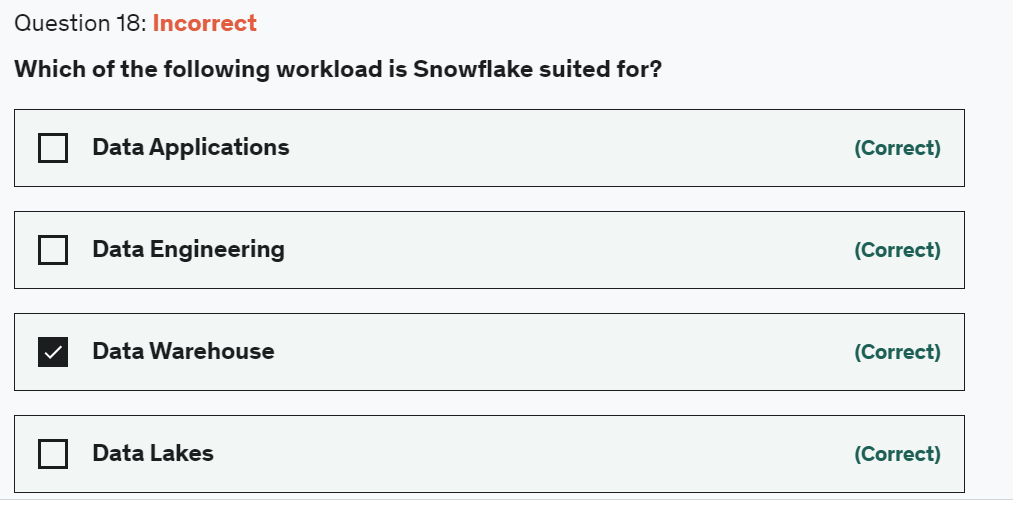 Question 18: Incorrect
Which of the following workload is Snowflake suited for?
Data Applications (Correct)
Data Engineering (Correct)
Data Warehouse (Correct)
Data Lakes (Correct)